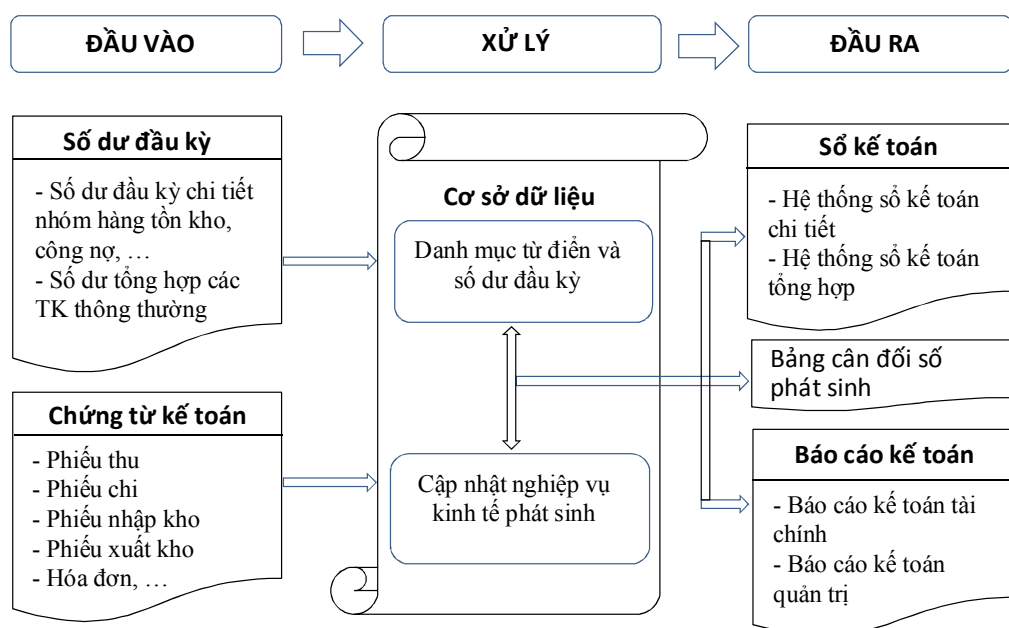 ĐẦU VÀO
XỬ LÝ
ĐẦU RA
Số dư đầu kỳ
- Số dư đầu kỳ chi tiết
nhóm hàng tồn kho,
công nợ, …
- Số dư tổng hợp các
TK thông thường
Chứng từ kế toán
- Phiếu thu
- Phiếu chi
- Phiếu nhập kho
- Phiếu xuất kho
- Hóa đơn, …
Cơ sở dữ liệu
Danh mục từ điển và
số dư đầu kỳ
Cập nhật nghiệp vụ
kinh tế phát sinh
Sổ kế toán
- Hệ thống sổ kế toán
chi tiết
- Hệ thống sổ kế toán
tổng hợp
Bảng cân đối số
phát sinh
Báo cáo kế toán
- Báo cáo kế toán tài
chính
- Báo cáo kế toán
quản trị